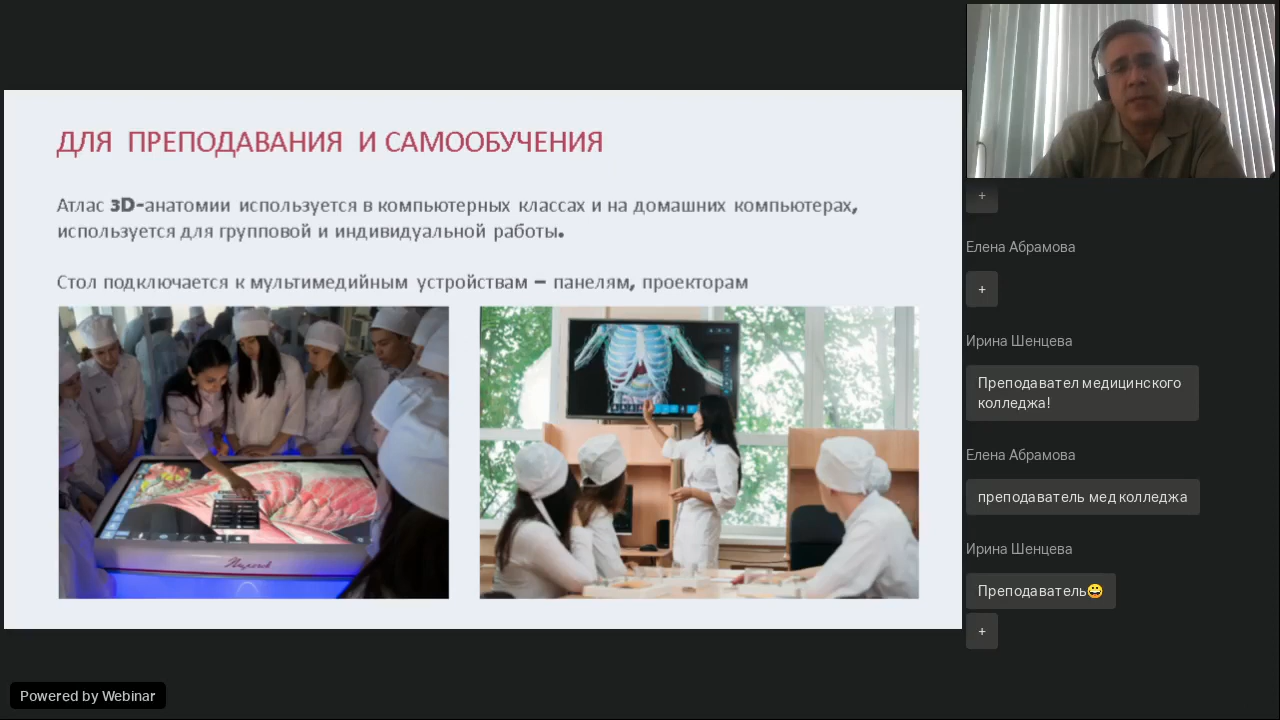 ДЛЯ ПРЕПОДАВАНИЯ И САМООБУЧЕНИЯ
Атлас 3D-анатомии используется в компьютерных классах и на домашних компьютерах,
используется для групповой и индивидуальной работы.
Стол подключается к мультимедийным устройствам – панелям, проекторам
Пирогов
+
Елена Абрамова
+
Ирина Шенцева
Преподавател медицинского
колледжа!
Елена Абрамова
преподаватель мед колледжа
Ирина Шенцева
Преподаватель😀
+
Powered by Webinar